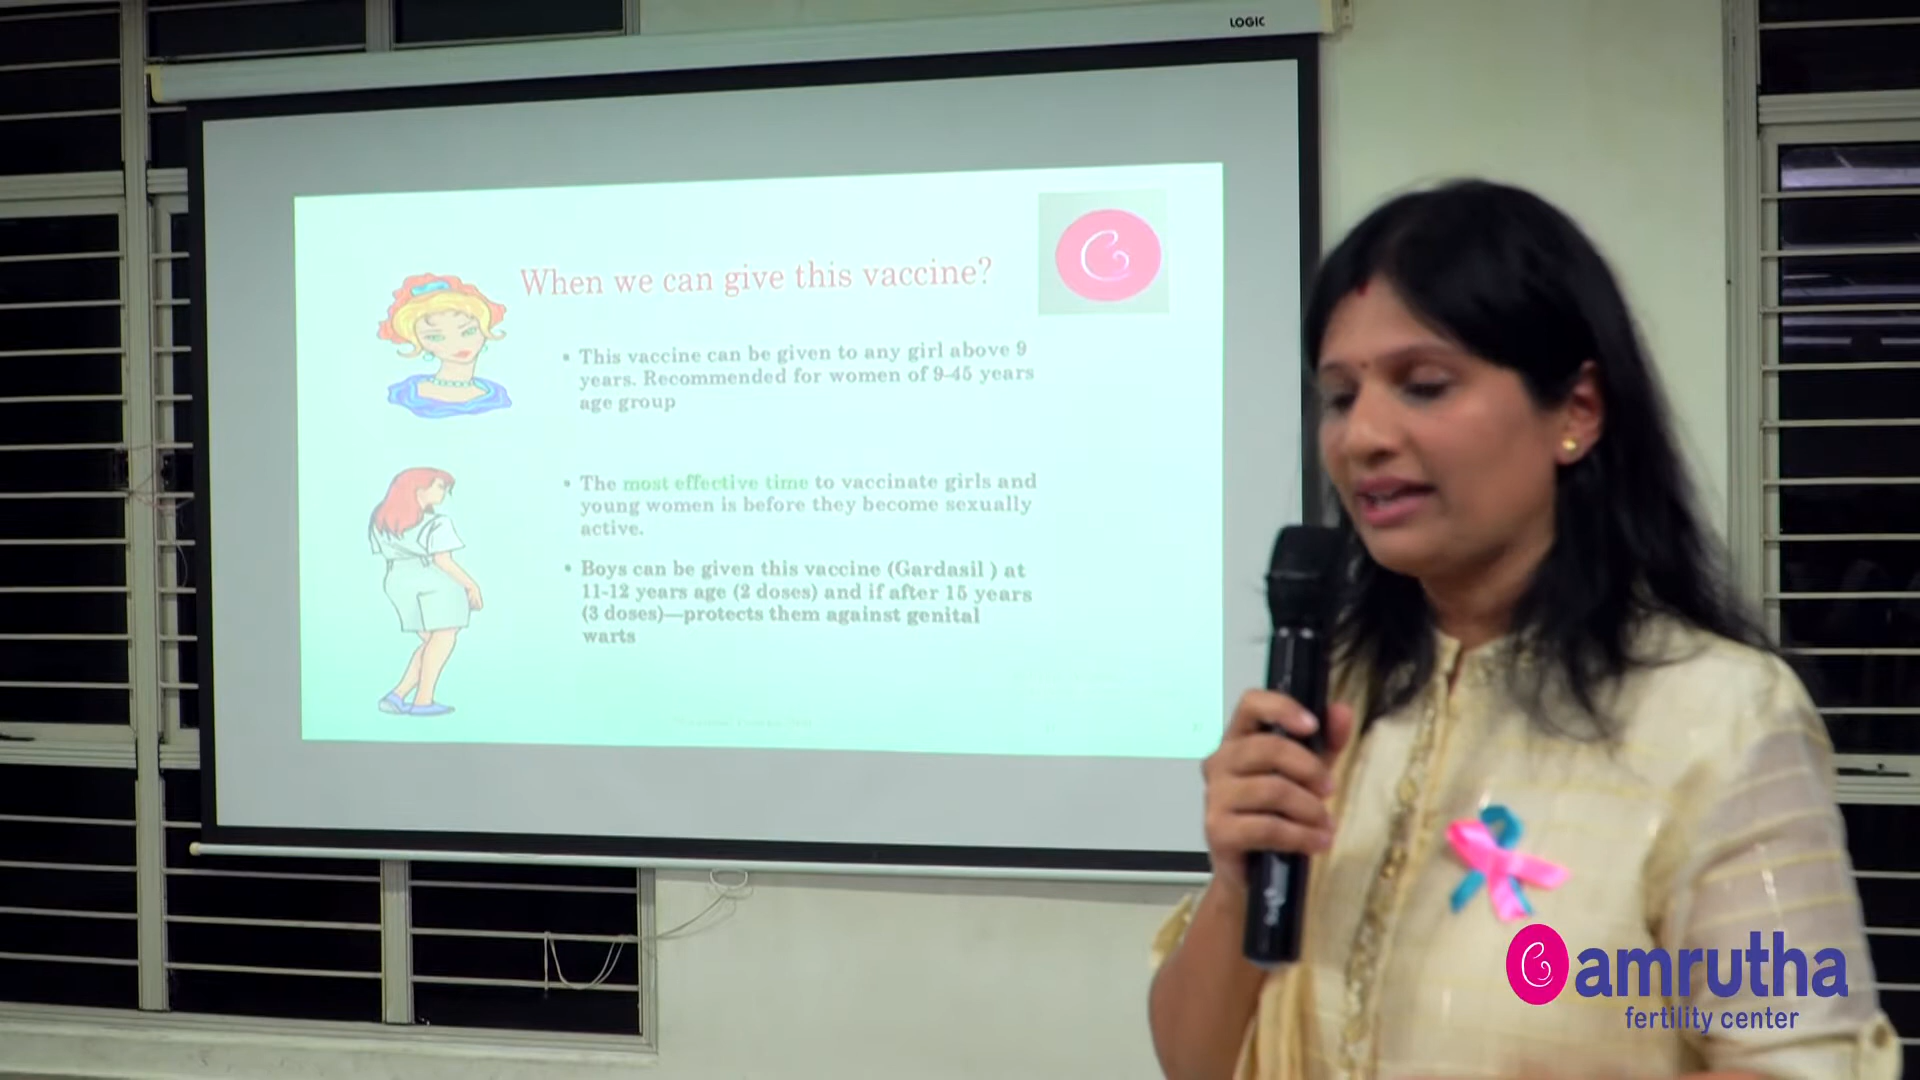 LOGIC
When we can give this vaccine?
• This vaccine can be given to any girl above 9
years. Recommended for women of 9-45 years
age group
• The most effective time to vaccinate girls and
young women is before they become sexually
active.
• Boys can be given this vaccine (Gardasil ) at
11-12 years age (2 doses) and if after 15 years
(3 doses)—protects them against genital
warts
amrutha
fertility center